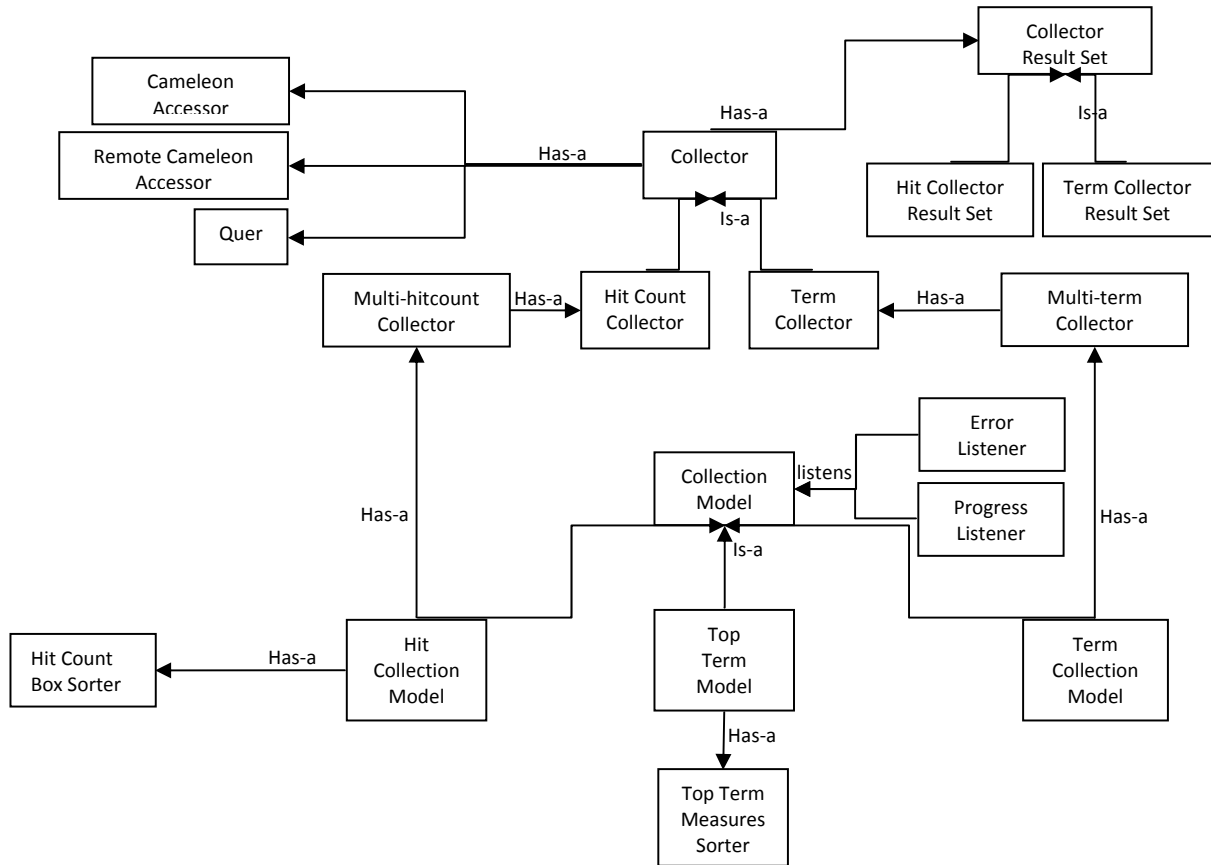 Collector
Result Set
Cameleon
Accessor
Has-a
Is-a
Remote Cameleon
Accessor
Has-a
Collector
Hit Collector
Result Set
Term Collector
Result Set
Quer
Is-a
Multi-hitcount
Collector
Has-a
Hit Count
Collector
Term
Collector
Has-a
Multi-term
Collector
Error
Listener
Collection
Model
listens
Progress
Listener
Has-a
Has-a
Is-a
Hit Count
Box Sorter
Has-a
Hit
Collection
Model
Top
Term
Model
Term
Collection
Model
Has-a
Top Term
Measures
Sorter